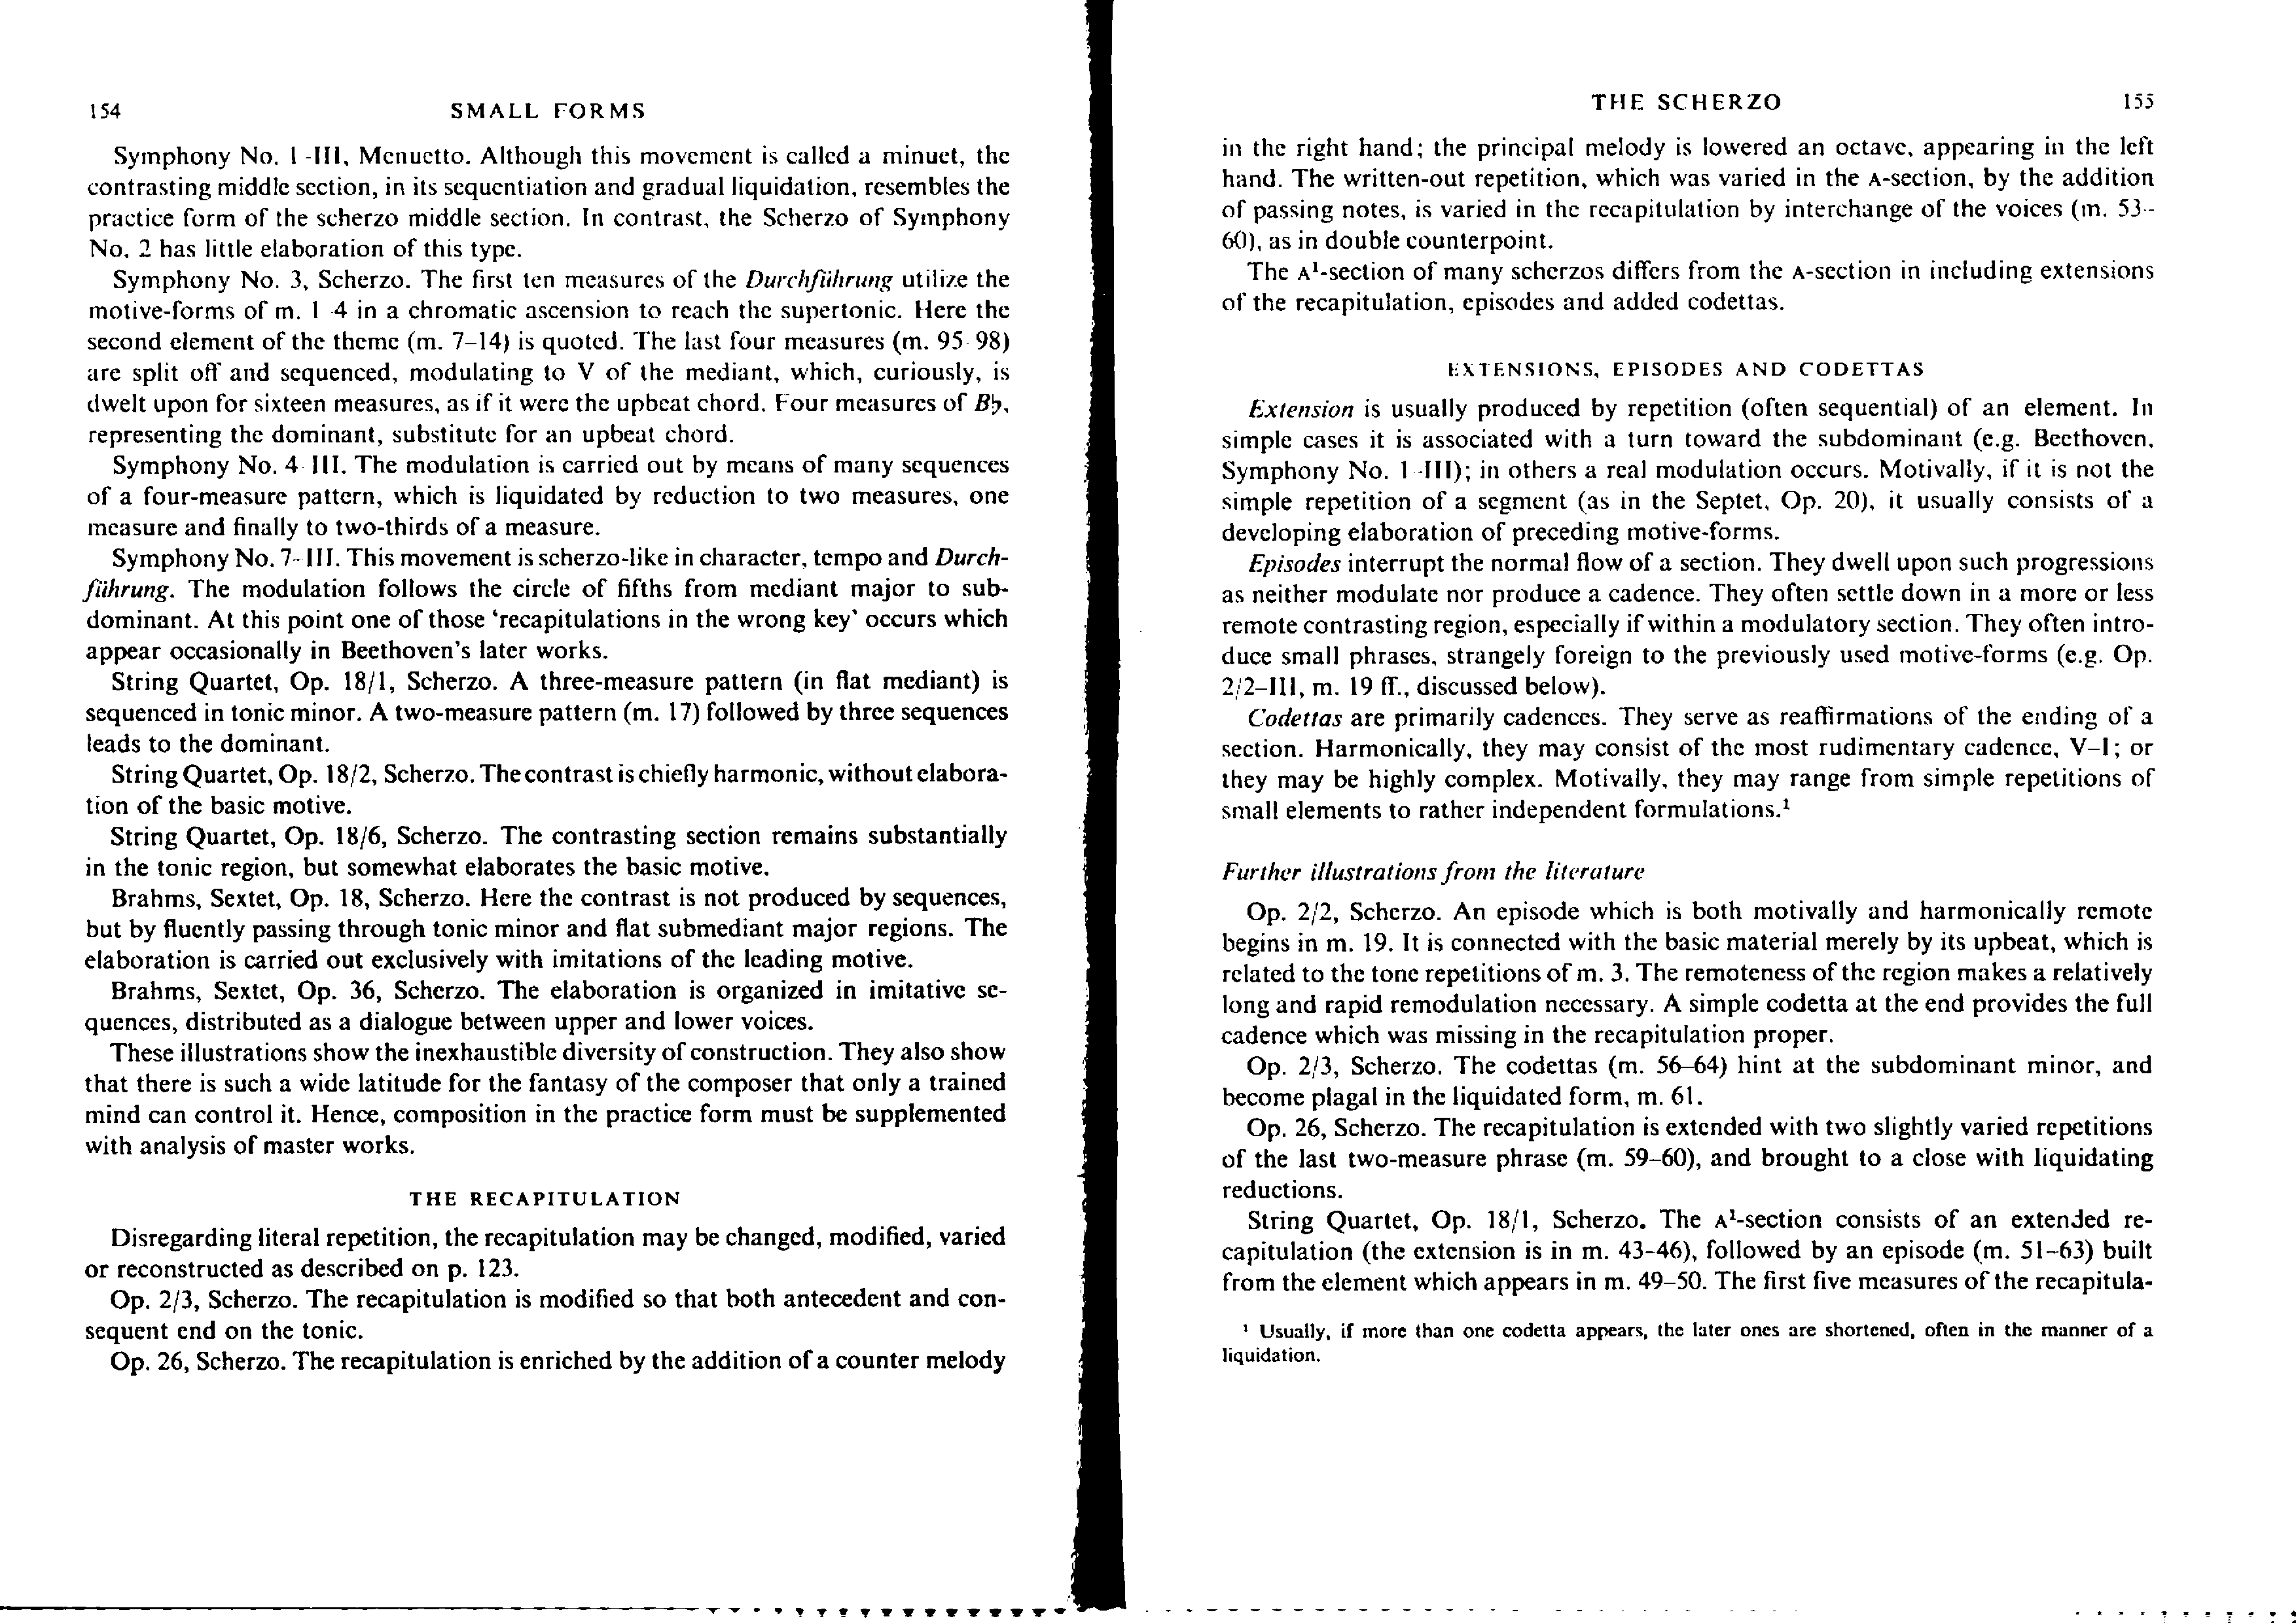 154 SMALL FORMS
Symphony No. 1-III, Menuetto. Although this movement is called a minuet, the
contrasting middle section, in its sequentiation and gradual liquidation, resembles the
practice form of the scherzo middle section. In contrast, the Scherzo of Symphony
No. 2 has little elaboration of this type.
Symphony No. 3, Scherzo. The first ten measures of the Durchführung utilize the
motive-forms of m. 1-4 in a chromatic ascension to reach the supertonic. Here the
second element of the theme (m. 7–14) is quoted. The last four measures (m. 95-98)
are split off and sequenced, modulating to V of the mediant, which, curiously, is
dwelt upon for sixteen measures, as if it were the upbeat chord. Four measures of B♭,
representing the dominant, substitute for an upbeat chord.
Symphony No. 4-III. The modulation is carried out by means of many sequences
of a four-measure pattern, which is liquidated by reduction to two measures, one
measure and finally to two-thirds of a measure.
Symphony No. 7-III. This movement is scherzo-like in character, tempo and Durch-
führung. The modulation follows the circle of fifths from mediant major to sub-
dominant. At this point one of those ‘recapitulations in the wrong key’ occurs which
appear occasionally in Beethoven's later works.
String Quartet, Op. 18/1, Scherzo. A three-measure pattern (in flat mediant) is
sequenced in tonic minor. A two-measure pattern (m. 17) followed by three sequences
leads to the dominant.
String Quartet, Op. 18/2, Scherzo. The contrast is chiefly harmonic, without elabora-
tion of the basic motive.
String Quartet, Op. 18/6, Scherzo. The contrasting section remains substantially
in the tonic region, but somewhat elaborates the basic motive.
Brahms, Sextet, Op. 18, Scherzo. Here the contrast is not produced by sequences,
but by fluently passing through tonic minor and flat submediant major regions. The
elaboration is carried out exclusively with imitations of the leading motive.
Brahms, Sextet, Op. 36, Scherzo. The elaboration is organized in imitative se-
quences, distributed as a dialogue between upper and lower voices.
These illustrations show the inexhaustible diversity of construction. They also show
that there is such a wide latitude for the fantasy of the composer that only a trained
mind can control it. Hence, composition in the practice form must be supplemented
with analysis of master works.
THE RECAPITULATION
Disregarding literal repetition, the recapitulation may be changed, modified, varied
or reconstructed as described on p. 123.
Op. 2/3, Scherzo. The recapitulation is modified so that both antecedent and con-
sequent end on the tonic.
Op. 26, Scherzo. The recapitulation is enriched by the addition of a counter melody
THE SCHERZO 155
in the right hand; the principal melody is lowered an octave, appearing in the left
hand. The written-out repetition, which was varied in the A-section, by the addition
of passing notes, is varied in the recapitulation by interchange of the voices (m. 53-
60), as in double counterpoint.
The A¹-section of many scherzos differs from the A-section in including extensions
of the recapitulation, episodes and added codettas.
EXTENSIONS, EPISODES AND CODETTAS
Extension is usually produced by repetition (often sequential) of an element. In
simple cases it is associated with a turn toward the subdominant (e.g. Beethoven,
Symphony No. 1-III); in others a real modulation occurs. Motivally, if it is not the
simple repetition of a segment (as in the Septet, Op. 20), it usually consists of a
developing elaboration of preceding motive-forms.
Episodes interrupt the normal flow of a section. They dwell upon such progressions
as neither modulate nor produce a cadence. They often settle down in a more or less
remote contrasting region, especially if within a modulatory section. They often intro-
duce small phrases, strangely foreign to the previously used motive-forms (e.g. Op.
2/2–III, m. 19 ff., discussed below).
Codettas are primarily cadences. They serve as reaffirmations of the ending of a
section. Harmonically, they may consist of the most rudimentary cadence, V–I; or
they may be highly complex. Motivally, they may range from simple repetitions of
small elements to rather independent formulations.¹
Further illustrations from the literature
Op. 2/2, Scherzo. An episode which is both motivally and harmonically remote
begins in m. 19. It is connected with the basic material merely by its upbeat, which is
related to the tone repetitions of m. 3. The remoteness of the region makes a relatively
long and rapid remodulation necessary. A simple codetta at the end provides the full
cadence which was missing in the recapitulation proper.
Op. 2/3, Scherzo. The codettas (m. 56–64) hint at the subdominant minor, and
become plagal in the liquidated form, m. 61.
Op. 26, Scherzo. The recapitulation is extended with two slightly varied repetitions
of the last two-measure phrase (m. 59–60), and brought to a close with liquidating
reductions.
String Quartet, Op. 18/1, Scherzo. The A¹-section consists of an extended re-
capitulation (the extension is in m. 43-46), followed by an episode (m. 51–63) built
from the element which appears in m. 49-50. The first five measures of the recapitula-
¹ Usually, if more than one codetta appears, the later ones are shortened, often in the manner of a
liquidation.